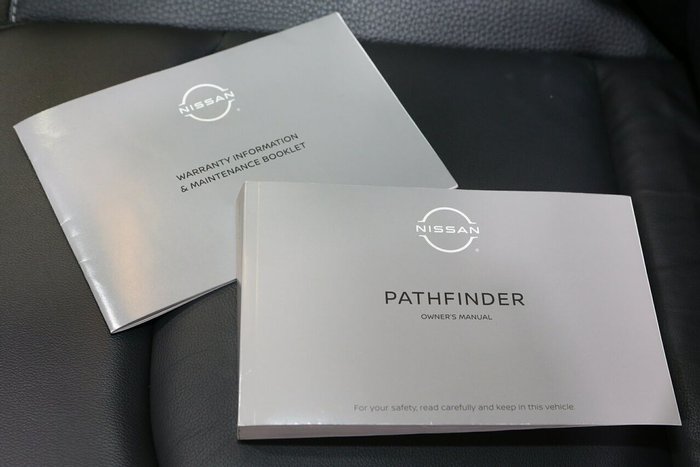 NISSAN
WARRANTY INFORMATION
& MAINTENANCE BOOKLET
NISSAN
PATHFINDER
OWNER'S MANUAL
For your safety, read carefully and keep in this vehicle.